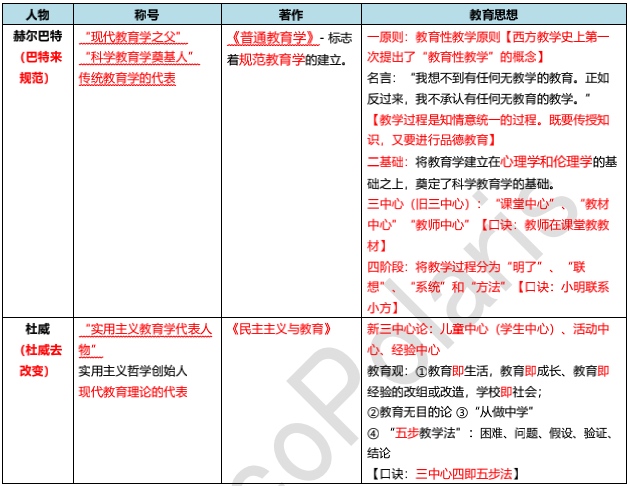 人物 称号 著作 教育思想
赫尔巴特
（巴特来
规范）
“现代教育学之父”
“科学教育学奠基人”
传统教育学的代表
《普通教育学》- 标志
着规范教育学的建立。
一原则：教育性教学原则【西方教学史上第一
次提出了“教育性教学”的概念】
名言：“我想不到有任何无教学的教育。正如
反过来，我不承认有任何无教育的教学。”
【教学过程是知情意统一的过程。既要传授知
识，又要进行品德教育】
二基础：将教育学建立在心理学和伦理学的基
础之上，奠定了科学教育学的基础。
三中心（旧三中心）：“课堂中心”、“教材
中心”“教师中心”【口诀：教师在课堂教教
材】
四阶段：将教学过程分为“明了”、“联
想”、“系统”和“方法”【口诀：小明联系
小方】
杜威
（杜威去
改变）
“实用主义教育学代表人
物”
实用主义哲学创始人
现代教育理论的代表
《民主主义与教育》
新三中心论：儿童中心（学生中心）、活动中
心、经验中心
教育观：①教育即生活，教育即成长、教育即
经验的改组或改造，学校即社会；
②教育无目的论 ③“从做中学”
④ “五步教学法”：困难、问题、假设、验证、
结论
【口诀：三中心四即五步法】
soPolaris